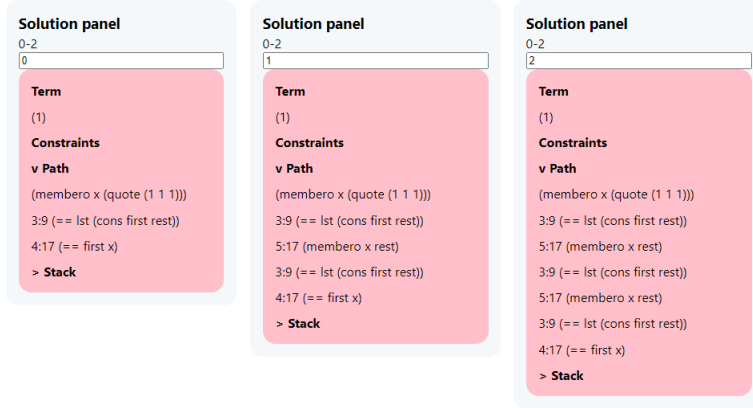 Solution panel
0-2
0
Term
(1)
Constraints
v Path
(membero x (quote (1 1 1)))
3:9 (== lst (cons first rest))
4:17 (== first x)
> Stack
Solution panel
0-2
1
Term
(1)
Constraints
v Path
(membero x (quote (1 1 1)))
3:9 (== lst (cons first rest))
5:17 (membero x rest)
3:9 (== lst (cons first rest))
4:17 (== first x)
> Stack
Solution panel
0-2
2
Term
(1)
Constraints
v Path
(membero x (quote (1 1 1)))
3:9 (== lst (cons first rest))
5:17 (membero x rest)
3:9 (== lst (cons first rest))
5:17 (membero x rest)
3:9 (== lst (cons first rest))
4:17 (== first x)
> Stack